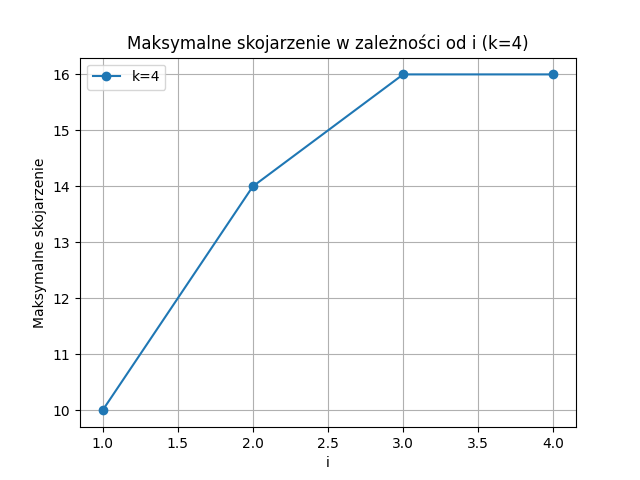 Maksymalne skojarzenie w zależności od i (k=4)
k=4
Maksymalne skojarzenie
16
15
14
13
12
11
10
1.0 1.5 2.0 2.5 3.0 3.5 4.0
i